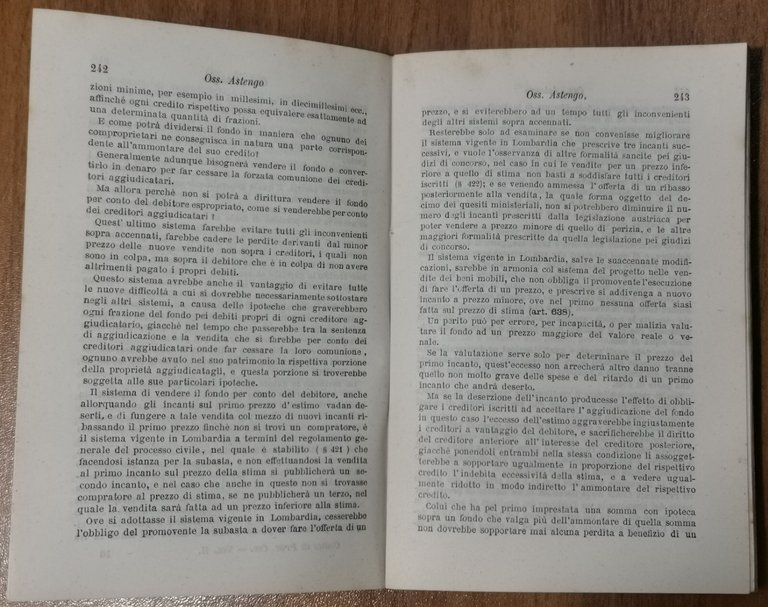 242
Oss. Astengo
zioni minime, per esempio in millesimi, in diecimillesimi ecc.,
affinchè ogni credito rispettivo possa equivalere esattamente ad
una determinata quantità di frazioni.
E come potrà dividersi il fondo in maniera che ognuno dei
comproprietari ne conseguisca in natura una parte corrispon-
dente all'ammontare del suo credito?
Generalmente adunque bisognerà vendere il fondo e conver-
tirlo in denaro per far cessare la forzata comunione dei cre-
ditori aggiudicatari.
Ma allora perchè non si potrà a dirittura vendere il fondo
per conto del debitore espropriato, come si venderebbe per conto
dei creditori aggiudicatari?
Quest' ultimo sistema farebbe evitare tutti gl'inconvenienti
sopra accennati, farebbe cadere le perdite derivanti dal minor
prezzo delle nuove vendite non sopra i creditori, i quali non
sono in colpa, ma sopra il debitore che è in colpa di non avere
altrimenti pagato i propri debiti.
Questo sistema avrebbe anche il vantaggio di evitare tutte
le nuove difficoltà a cui si dovrebbe necessariamente sottostare
negli altri sistemi, a causa delle ipoteche che graverebbero
ogni frazione del fondo pei debiti propri di ogni creditore ag-
giudicatario, giacchè nel tempo che passerebbe tra la sentenza
di aggiudicazione e la vendita che si farebbe per conto dei
creditori aggiudicatari onde far cessare la loro comunione,
ognuno avrebbe avuto nel suo patrimonio la rispettiva porzione
della proprietà aggiudicatagli, e questa porzione si troverebbe
soggetta alle sue particolari ipoteche.
Il sistema di vendere il fondo per conto del debitore, anche
allorquando gli incanti sul primo prezzo d'estimo vadan de-
serti, e di fungere a tale vendita col mezzo di nuovi incanti ri-
bassando il primo prezzo finchè non si trovi un compratore, è
il sistema vigente in Lombardia a termini del regolamento ge-
nerale del processo civile, nel quale è stabilito (§ 421) che
facendosi istanza per la subasta, e non effettuandosi la vendita
al primo incanto sul prezzo della stima si pubblicherà un se-
condo incanto, e nel caso che anche in questo non si trovasse
compratore al prezzo di stima, se ne pubblicherà un terzo, nel
quale la vendita sarà fatta ad un prezzo inferiore alla stima.
Ove si adottasse il sistema vigente in Lombardia, cesserebbe
l'obbligo del promovente la subasta a dover fare l'offerta di un
Oss. Astengo.
243
prezzo, e si eviterebbero ad un tempo tutti gli inconvenienti
degli altri sistemi sopra accennati.
Resterebbe solo ad esaminare se non convenisse migliorare
il sistema vigente in Lombardia che prescrive tre incanti suc-
cessivi, e vuole l'osservanza di altre formalità sancite pei giu-
dizi di concorso, nel caso in cui le vendite per un prezzo infe-
riore a quello di stima non basti a soddisfare tutti i creditori
iscritti (§ 422); e se venendo ammessa l'offerta di un ribasso
posteriormente alla vendita, la quale forma oggetto del de-
cimo dei quesiti ministeriali, non si potrebbero diminuire il nu-
mero degli incanti prescritti dalla legislazione austriaca per
poter vendere a prezzo minore di quello di perizia, e le altre
maggiori formalità prescritte da quella legislazione pei giudizi
di concorso.
Il sistema vigente in Lombardia, salve le suaccennate modifi-
cazioni, sarebbe in armonia col sistema del progetto nelle ven-
dite dei beni mobili, che non obbliga il promovente l'esecuzione
di fare l'offerta di un prezzo, e prescrive si addivenga a nuovo
incanto a prezzo minore, ove nel primo nessuna offerta siasi
fatta sul prezzo di stima (art. 638).
Un parito può per errore, per incapacità, o per malizia valu-
tare il fondo ad un prezzo maggiore del valore reale o ve-
nale.
Se la valutazione serve solo per determinare il prezzo del
primo incanto, quest'eccesso non arrecherà altro danno tranne
quello non molto grave delle spese e del ritardo di un primo
incanto che andrà deserto.
Ma se la deserzione dell'incanto producesse l'effetto di obbli-
gare i creditori iscritti ad accettare l'aggiudicazione del fondo
in questo caso l'eccesso dell'estimo aggraverebbe ingiustamente
i creditori a vantaggio del debitore, e sacrificherebbe il diritto
del creditore anteriore all'interesse del creditore posteriore,
giacchè ponendoli entrambi nella stessa condizione li assogget-
terebbe a sopportare ugualmente in proporzione del rispettivo
credito l'indebita eccessività della stima, e a vedere ugual-
mente ridotto in modo indiretto l'ammontare del rispettivo
credito.
Colui che ha pel primo imprestata una somma con ipoteca
sopra un fondo che valga più dell'ammontare di quella somma
non dovrebbe sopportare mai alcuna perdita a benefizio di un